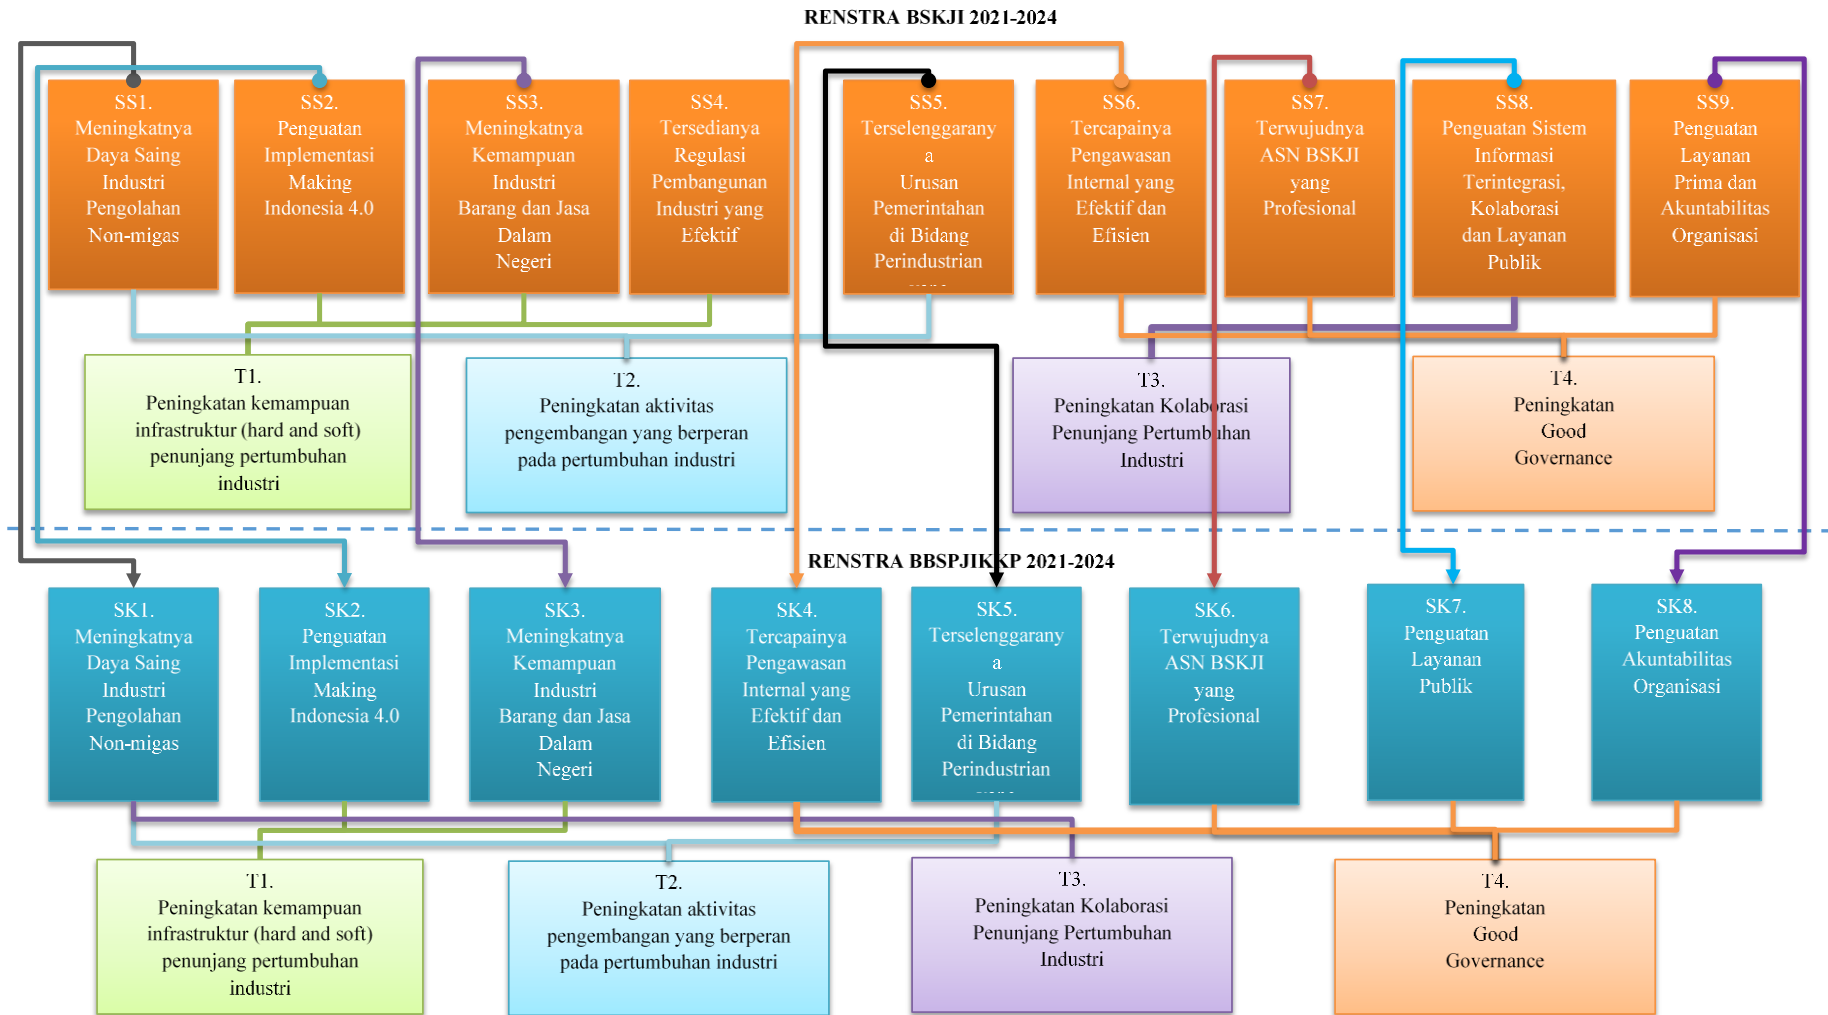 RENSTRA BSKJI 2021-2024
SS1.
Meningkatnya
Daya Saing
Industri
Pengolahan
Non-migas
SS2.
Penguatan
Implementasi
Making
Indonesia 4.0
SS3.
Meningkatnya
Kemampuan
Industri
Barang dan Jasa
Dalam
Negeri
SS4.
Tersedianya
Regulasi
Pembangunan
Industri yang
Efektif
SS5.
Terselenggarany
a
Urusan
Pemerintahan
di Bidang
Perindustrian
SS6.
Tercapainya
Pengawasan
Internal yang
Efektif dan
Efisien
SS7.
Terwujudnya
ASN BSKJI
yang
Profesional
SS8.
Penguatan Sistem
Informasi
Terintegrasi,
Kolaborasi
dan Layanan
Publik
SS9.
Penguatan
Layanan
Prima dan
Akuntabilitas
Organisasi
T1.
Peningkatan kemampuan
infrastruktur (hard and soft)
penunjang pertumbuhan
industri
T2.
Peningkatan aktivitas
pengembangan yang berperan
pada pertumbuhan industri
T3.
Peningkatan Kolaborasi
Penunjang Pertumbuhan
Industri
T4.
Peningkatan
Good
Governance
RENSTRA BBSPJIKKP 2021-2024
SK1.
Meningkatnya
Daya Saing
Industri
Pengolahan
Non-migas
SK2.
Penguatan
Implementasi
Making
Indonesia 4.0
SK3.
Meningkatnya
Kemampuan
Industri
Barang dan Jasa
Dalam
Negeri
SK4.
Tercapainya
Pengawasan
Internal yang
Efektif dan
Efisien
SK5.
Terselenggarany
a
Urusan
Pemerintahan
di Bidang
Perindustrian
SK6.
Terwujudnya
ASN BSKJI
yang
Profesional
SK7.
Penguatan
Layanan
Publik
SK8.
Penguatan
Akuntabilitas
Organisasi
T1.
Peningkatan kemampuan
infrastruktur (hard and soft)
penunjang pertumbuhan
industri
T2.
Peningkatan aktivitas
pengembangan yang berperan
pada pertumbuhan industri
T3.
Peningkatan Kolaborasi
Penunjang Pertumbuhan
Industri
T4.
Peningkatan
Good
Governance